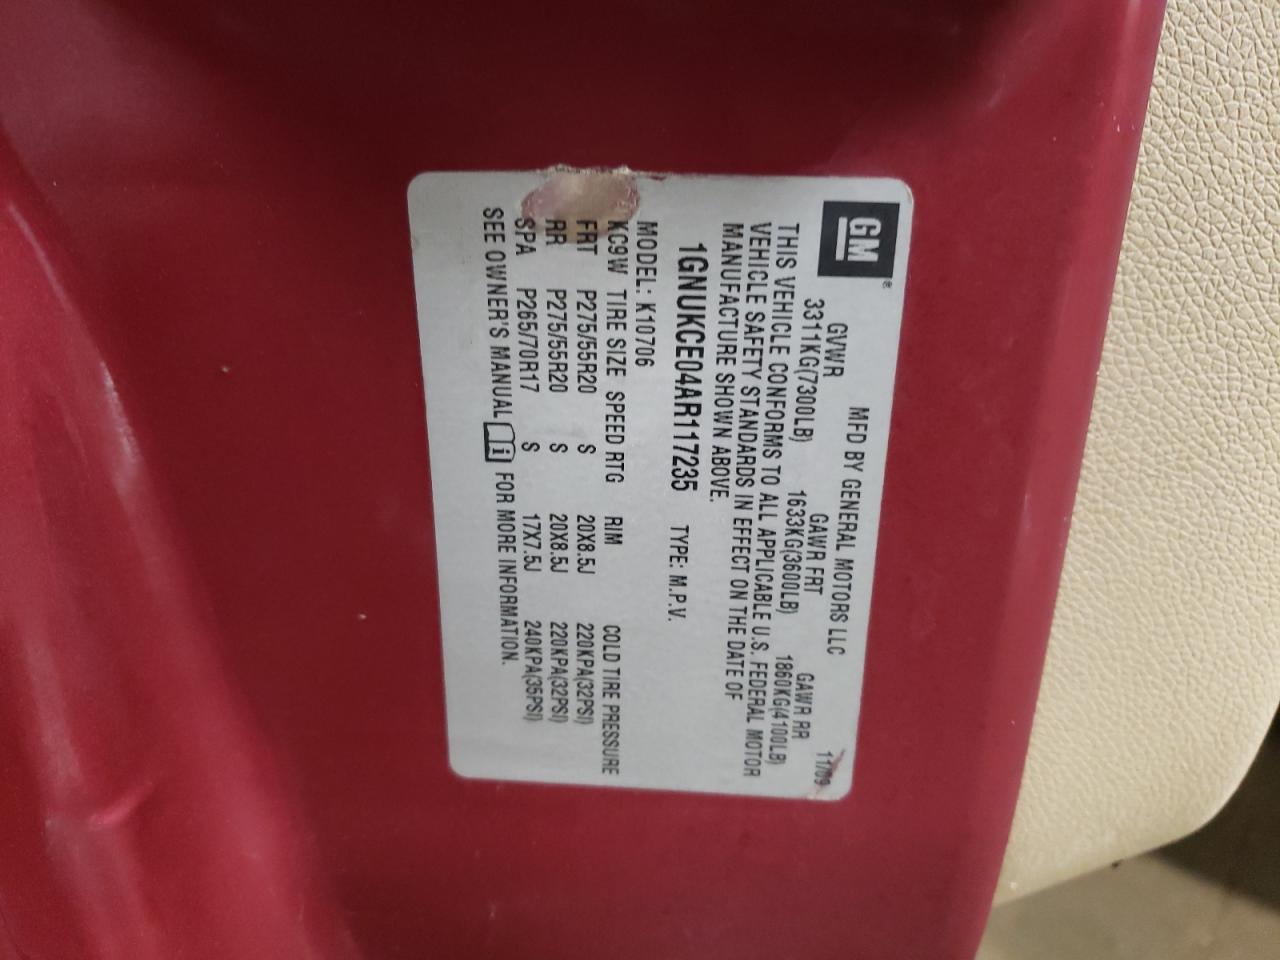 GM®
MFD BY GENERAL MOTORS LLC 11/09
GVWR GAWR FRT GAWR RR
3311KG(7300LB) 1633KG(3600LB) 1860KG(4100LB)
THIS VEHICLE CONFORMS TO ALL APPLICABLE U.S. FEDERAL MOTOR
VEHICLE SAFETY STANDARDS IN EFFECT ON THE DATE OF
MANUFACTURE SHOWN ABOVE.
1GNUKCE04AR117235 TYPE: M.P.V.
MODEL: K10706
KC9W TIRE SIZE SPEED RTG RIM COLD TIRE PRESSURE
FRT P275/55R20 S 20X8.5J 220KPA(32PSI)
RR P275/55R20 S 20X8.5J 220KPA(32PSI)
SPA P265/70R17 S 17X7.5J 240KPA(35PSI)
SEE OWNER'S MANUAL i FOR MORE INFORMATION.